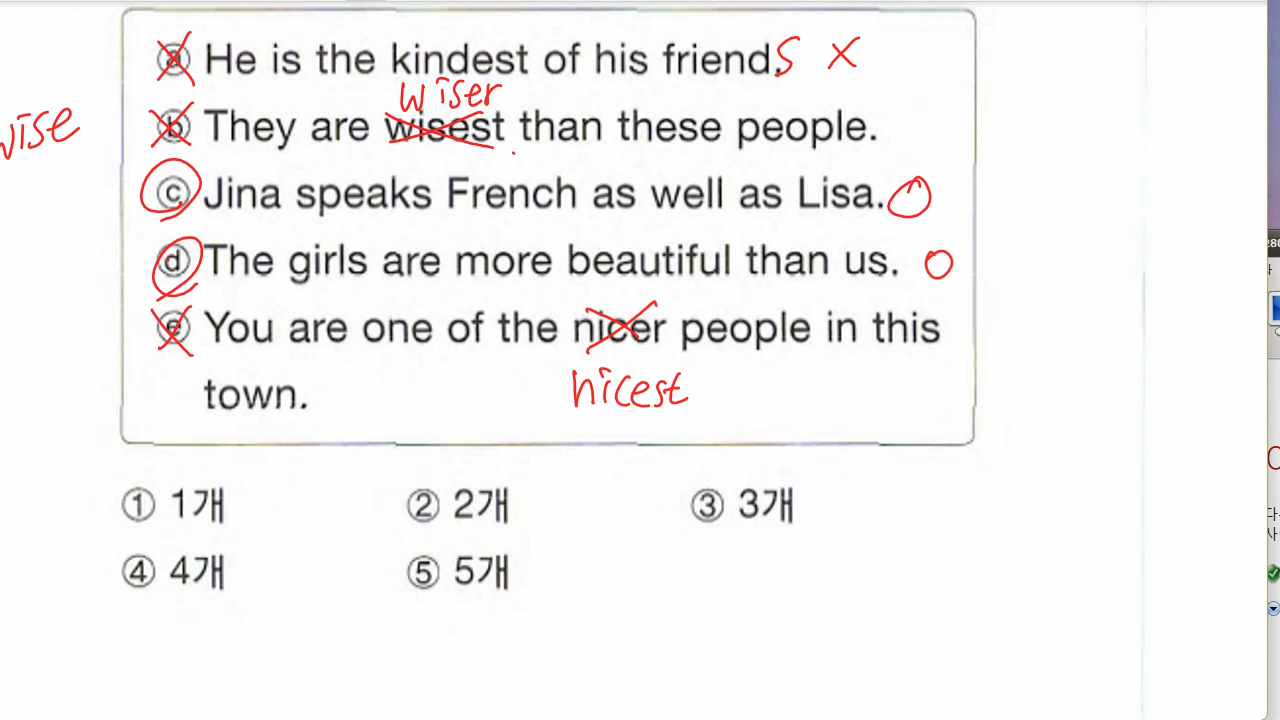 ⓐ He is the kindest of his friend.s X
wiser
wise
ⓑ They are wisest than these people.
ⓒ Jina speaks French as well as Lisa. O
ⓓ The girls are more beautiful than us. O
ⓔ You are one of the nicer people in this
town.
nicest
① 1개 ② 2개 ③ 3개
④ 4개 ⑤ 5개